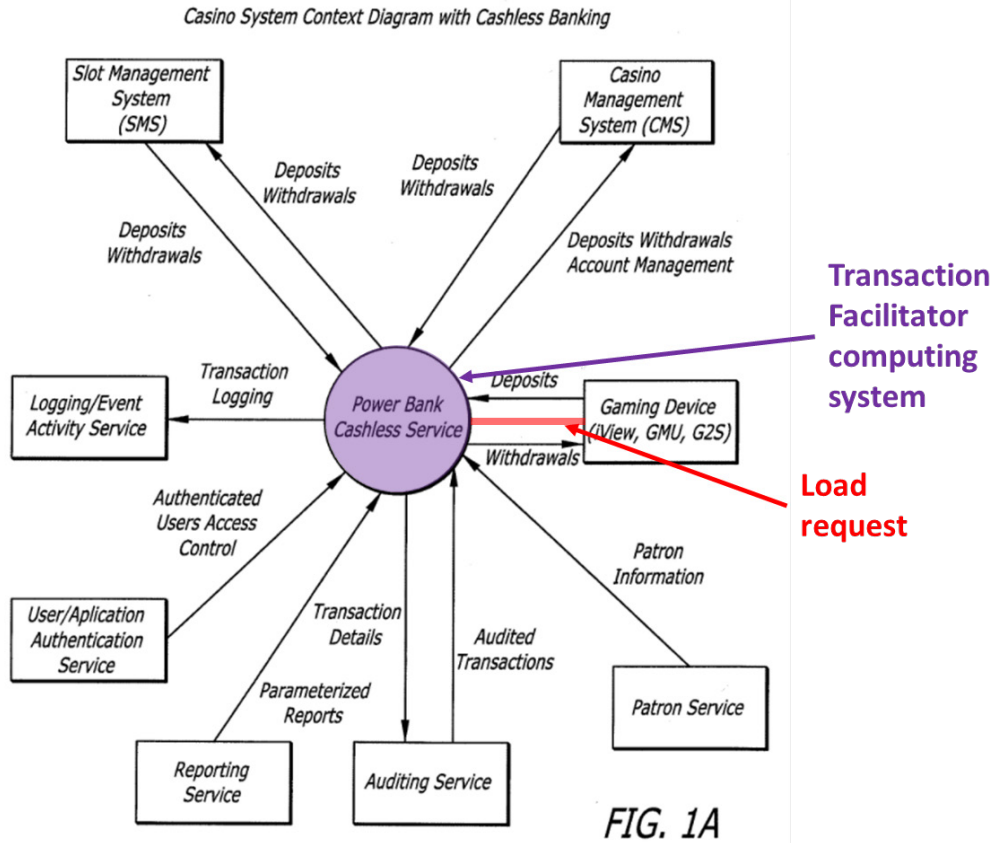 Casino System Context Diagram with Cashless Banking
Slot Management
System
(SMS)
Casino
Management
System (CMS)
Deposits
Withdrawals
Deposits
Withdrawals
Deposits
Withdrawals
Deposits Withdrawals
Account Management
Transaction
Facilitator
computing
system
Transaction
Logging
Deposits
Logging/Event
Activity Service
Power Bank
Cashless Service
Gaming Device
(iView, GMU, G2S)
Withdrawals
Load
request
Authenticated
Users Access
Control
Patron
Information
User/Aplication
Authentication
Service
Transaction
Details
Audited
Transactions
Parameterized
Reports
Patron Service
Reporting
Service
Auditing Service
FIG. 1A